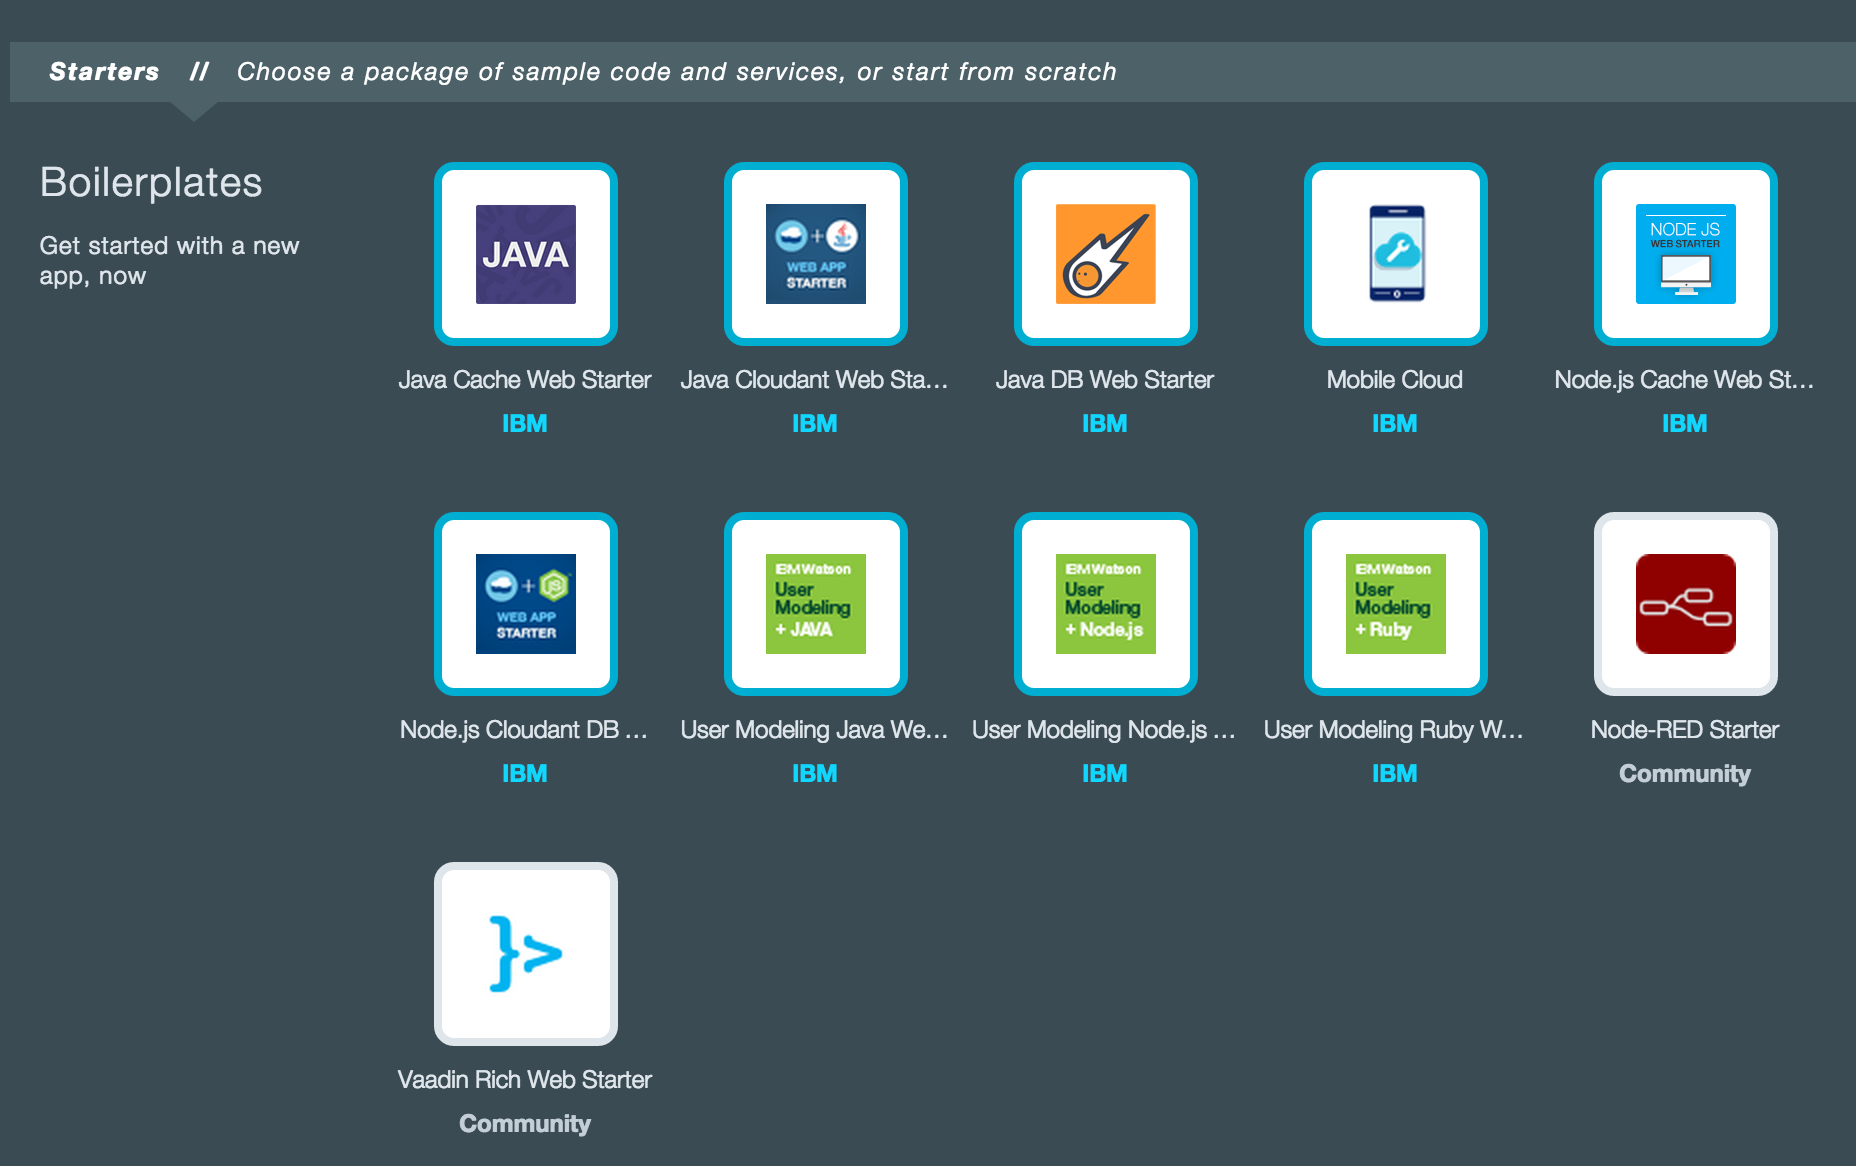 Starters // Choose a package of sample code and services, or start from scratch
Boilerplates
Get started with a new
app, now
JAVA
Java Cache Web Starter
IBM
+
WEB APP
STARTER
Java Cloudant Web Sta...
IBM
Java DB Web Starter
IBM
Mobile Cloud
IBM
NODE JS
WEB STARTER
Node.js Cache Web St...
IBM
+ JS
WEB APP
STARTER
Node.js Cloudant DB ...
IBM
IBM Watson
User
Modeling
+ JAVA
User Modeling Java We...
IBM
IBM Watson
User
Modeling
+ Node.js
User Modeling Node.js ...
IBM
IBM Watson
User
Modeling
+ Ruby
User Modeling Ruby W...
IBM
Node-RED Starter
Community
}>
Vaadin Rich Web Starter
Community